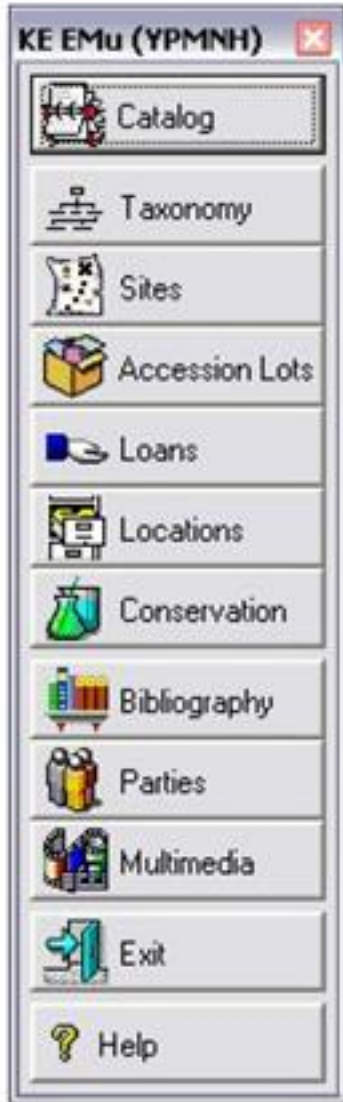 KE EMu (YPMNH)
Catalog
Taxonomy
Sites
Accession Lots
Loans
Locations
Conservation
Bibliography
Parties
Multimedia
Exit
Help